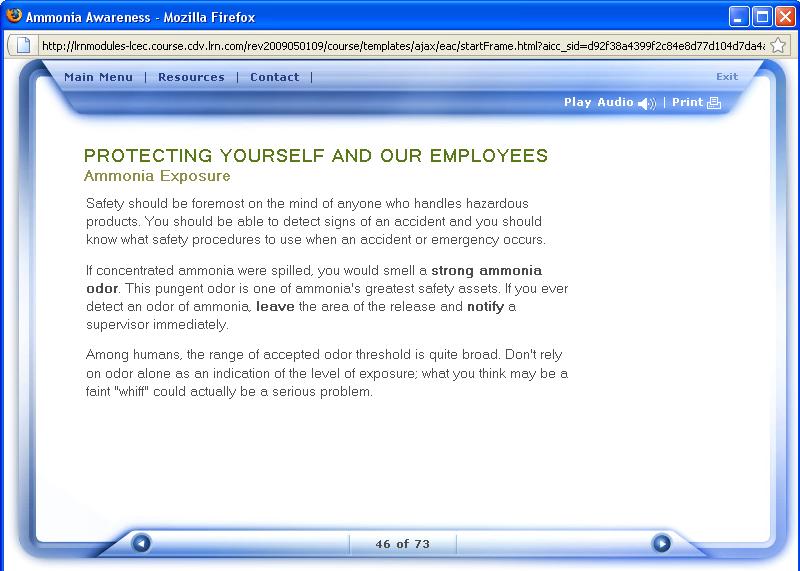 Ammonia Awareness - Mozilla Firefox
http://lrnmodules-lcec.course.cdv.lrn.com/rev2009050109/course/templates/ajax/eac/startFrame.html?aicc_sid=d92f38a4399f2c84e8d77d104d7da4a
Main Menu | Resources | Contact | Exit
Play Audio | Print
PROTECTING YOURSELF AND OUR EMPLOYEES
Ammonia Exposure
Safety should be foremost on the mind of anyone who handles hazardous
products. You should be able to detect signs of an accident and you should
know what safety procedures to use when an accident or emergency occurs.
If concentrated ammonia were spilled, you would smell a strong ammonia
odor. This pungent odor is one of ammonia's greatest safety assets. If you ever
detect an odor of ammonia, leave the area of the release and notify a
supervisor immediately.
Among humans, the range of accepted odor threshold is quite broad. Don't rely
on odor alone as an indication of the level of exposure; what you think may be a
faint "whiff" could actually be a serious problem.
46 of 73